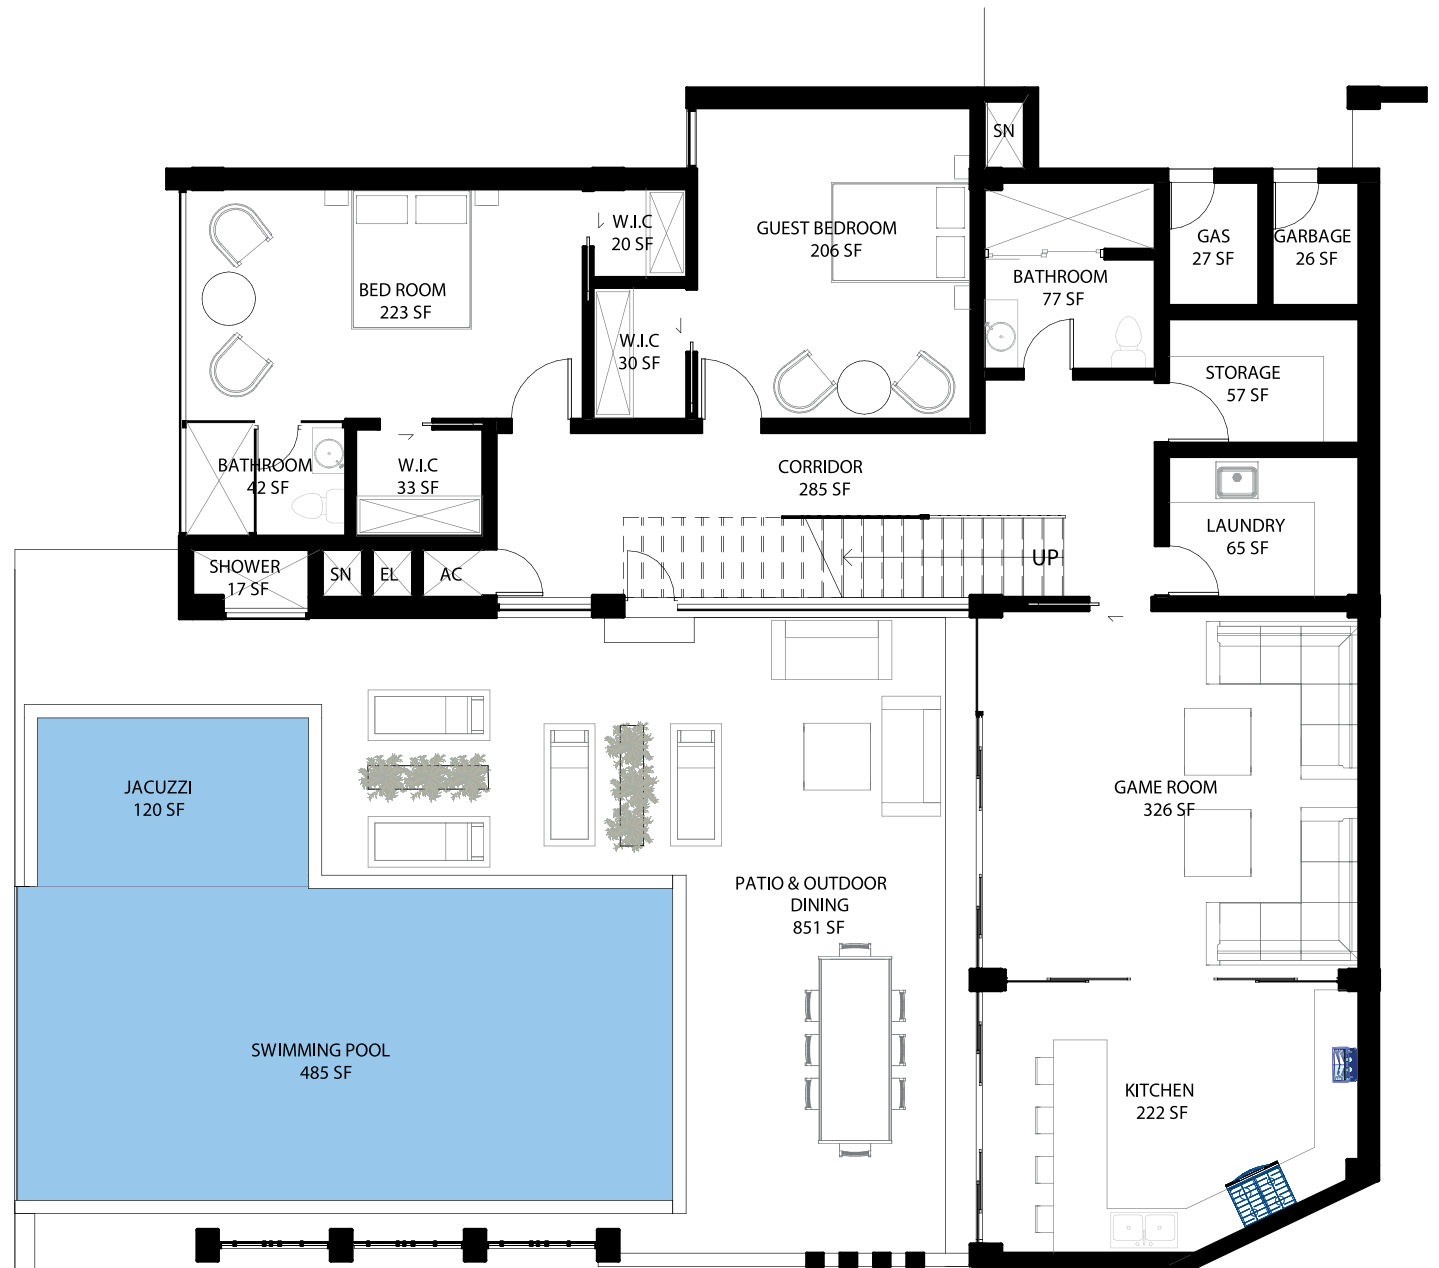 SN
W.I.C
20 SF
GUEST BEDROOM
206 SF
GAS
27 SF
GARBAGE
26 SF
BED ROOM
223 SF
BATHROOM
77 SF
W.I.C
30 SF
STORAGE
57 SF
BATHROOM
42 SF
W.I.C
33 SF
CORRIDOR
285 SF
LAUNDRY
65 SF
UP
SHOWER
17 SF
SN
EL
AC
JACUZZI
120 SF
GAME ROOM
326 SF
PATIO & OUTDOOR
DINING
851 SF
SWIMMING POOL
485 SF
KITCHEN
222 SF